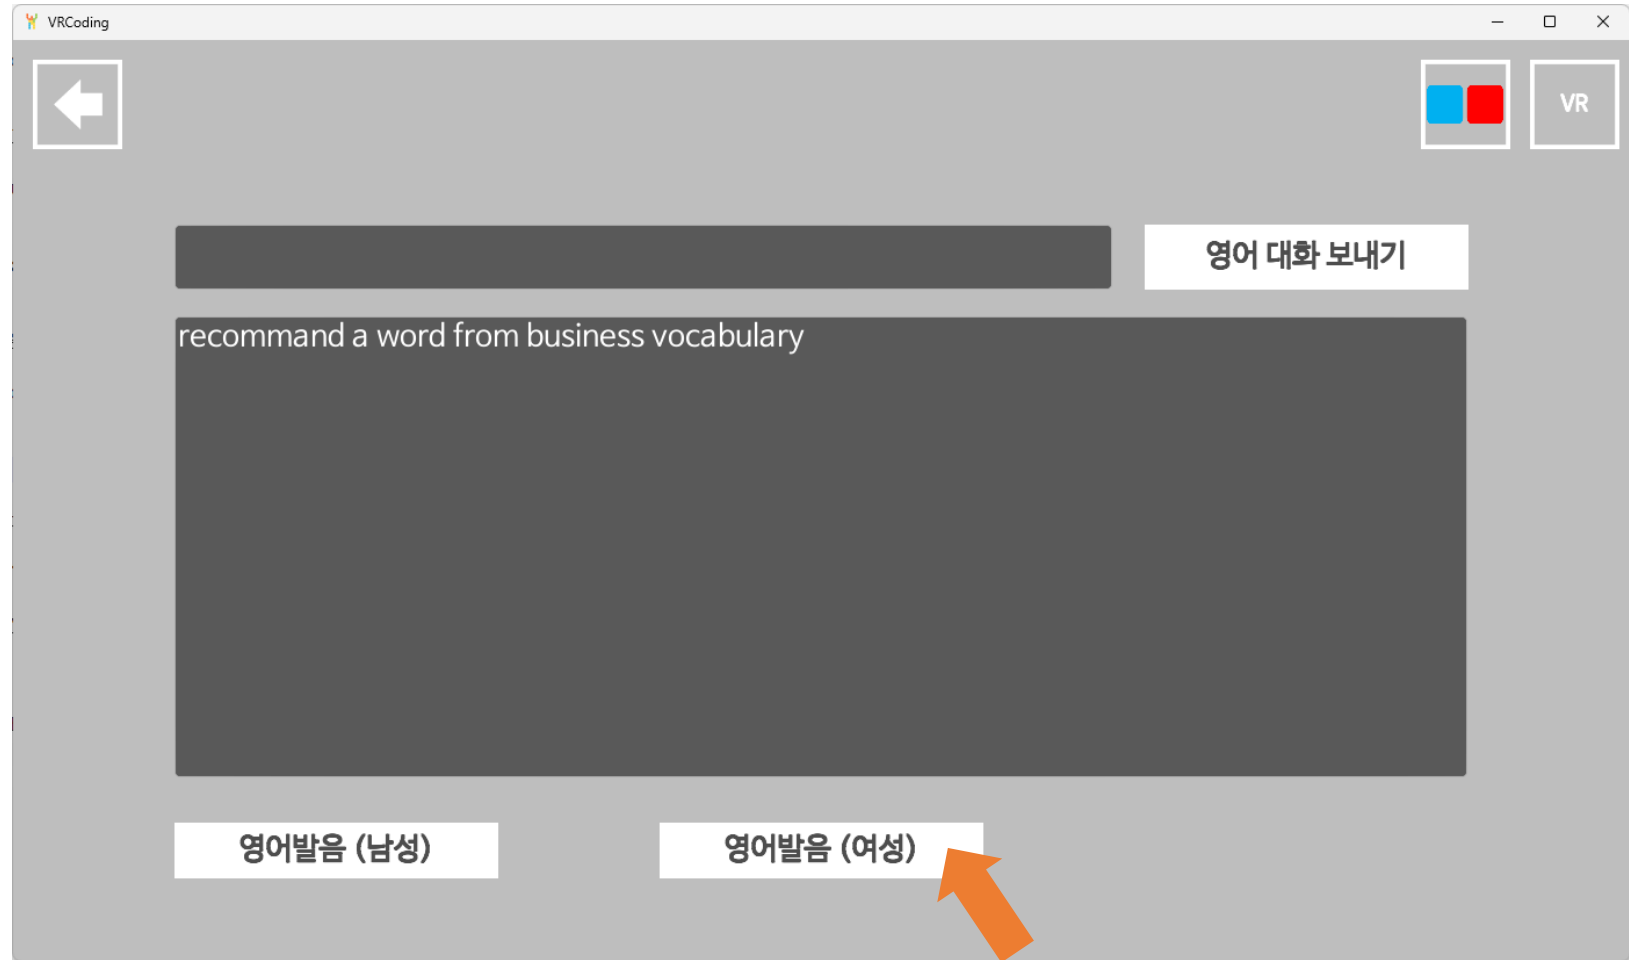 VRCoding
VR
영어 대화 보내기
recommand a word from business vocabulary
영어발음 (남성)
영어발음 (여성)